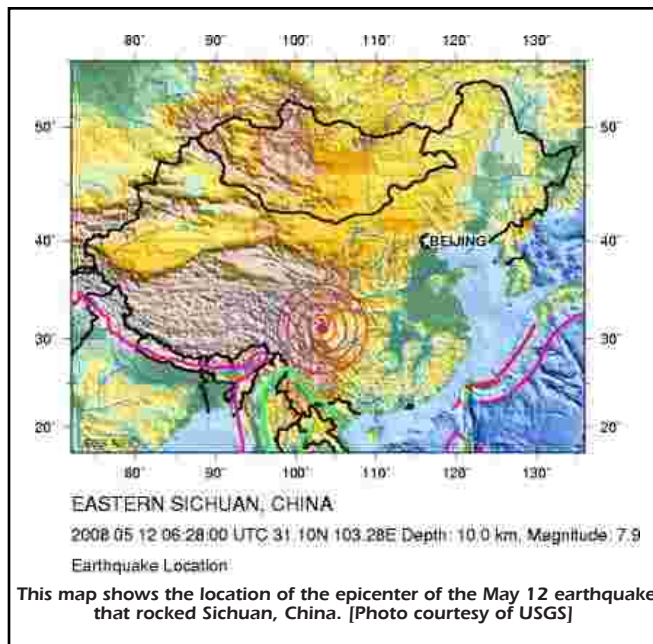 80° 90° 100° 110° 120° 130°
50° 50°
40° BEIJING 40°
30° 30°
20° 20°
80° 90° 100° 110° 120° 130°
EASTERN SICHUAN, CHINA
2008 05 12 06:28:00 UTC 31.10N 103.28E Depth: 10.0 km, Magnitude: 7.9
Earthquake Location
This map shows the location of the epicenter of the May 12 earthquake
that rocked Sichuan, China. [Photo courtesy of USGS]